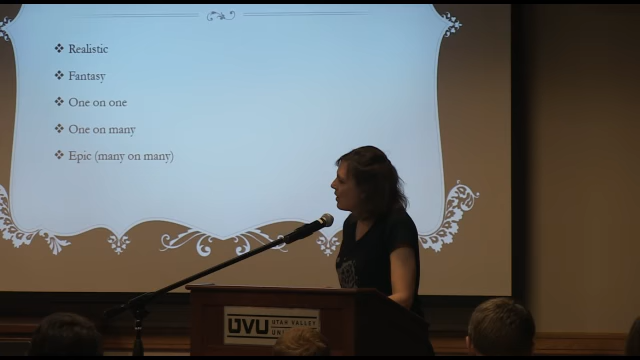 Realistic
Fantasy
One on one
One on many
Epic (many on many)
UVU UTAH VALLEY